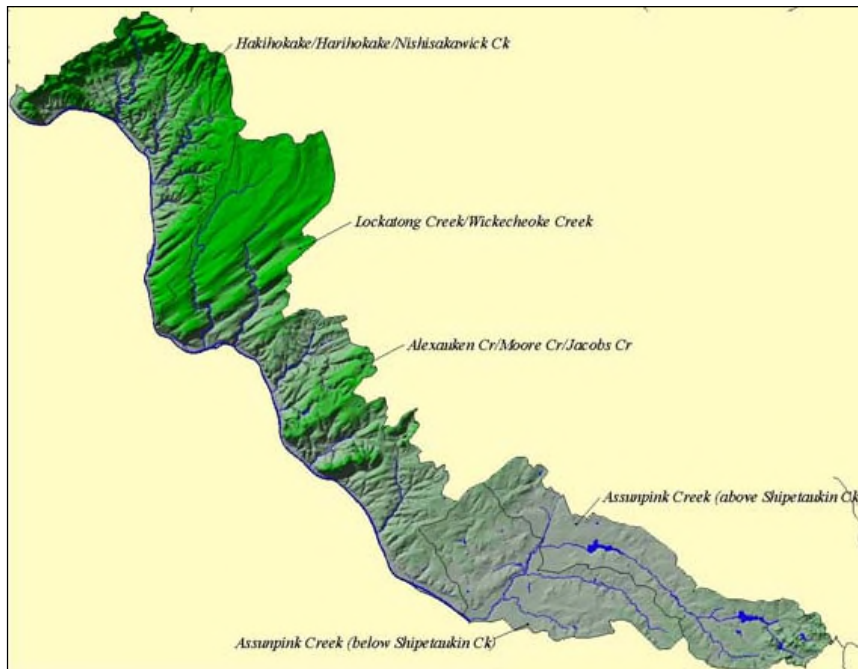 Hakihokake/Harihokake/Nishisakawick Ck
Lockatong Creek/Wickecheoke Creek
Alexauken Cr/Moore Cr/Jacobs Cr
Assunpink Creek (above Shipetaukin Ck
Assunpink Creek (below Shipetaukin Ck)